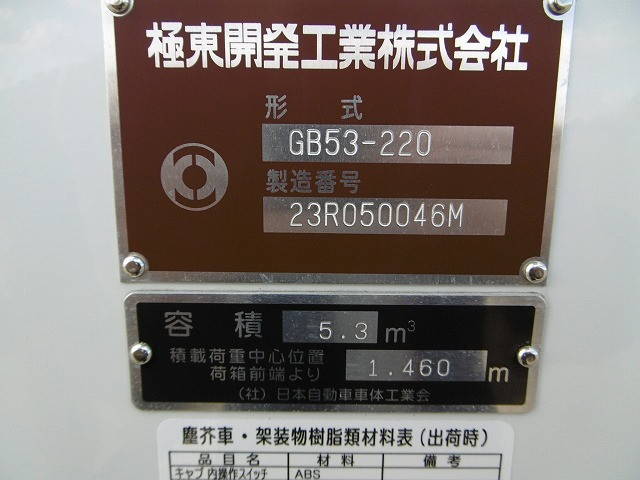 極東開発工業株式会社
形 式
GB53-220
製造番号
23R050046M
容 積 5.3 m³
積載荷重中心位置
荷箱前端より 1.460 m
(社) 日本自動車車体工業会
塵芥車・架装物樹脂類材料表(出荷時)
品目名 材料 備考
キャブ内操作スイッチ ABS